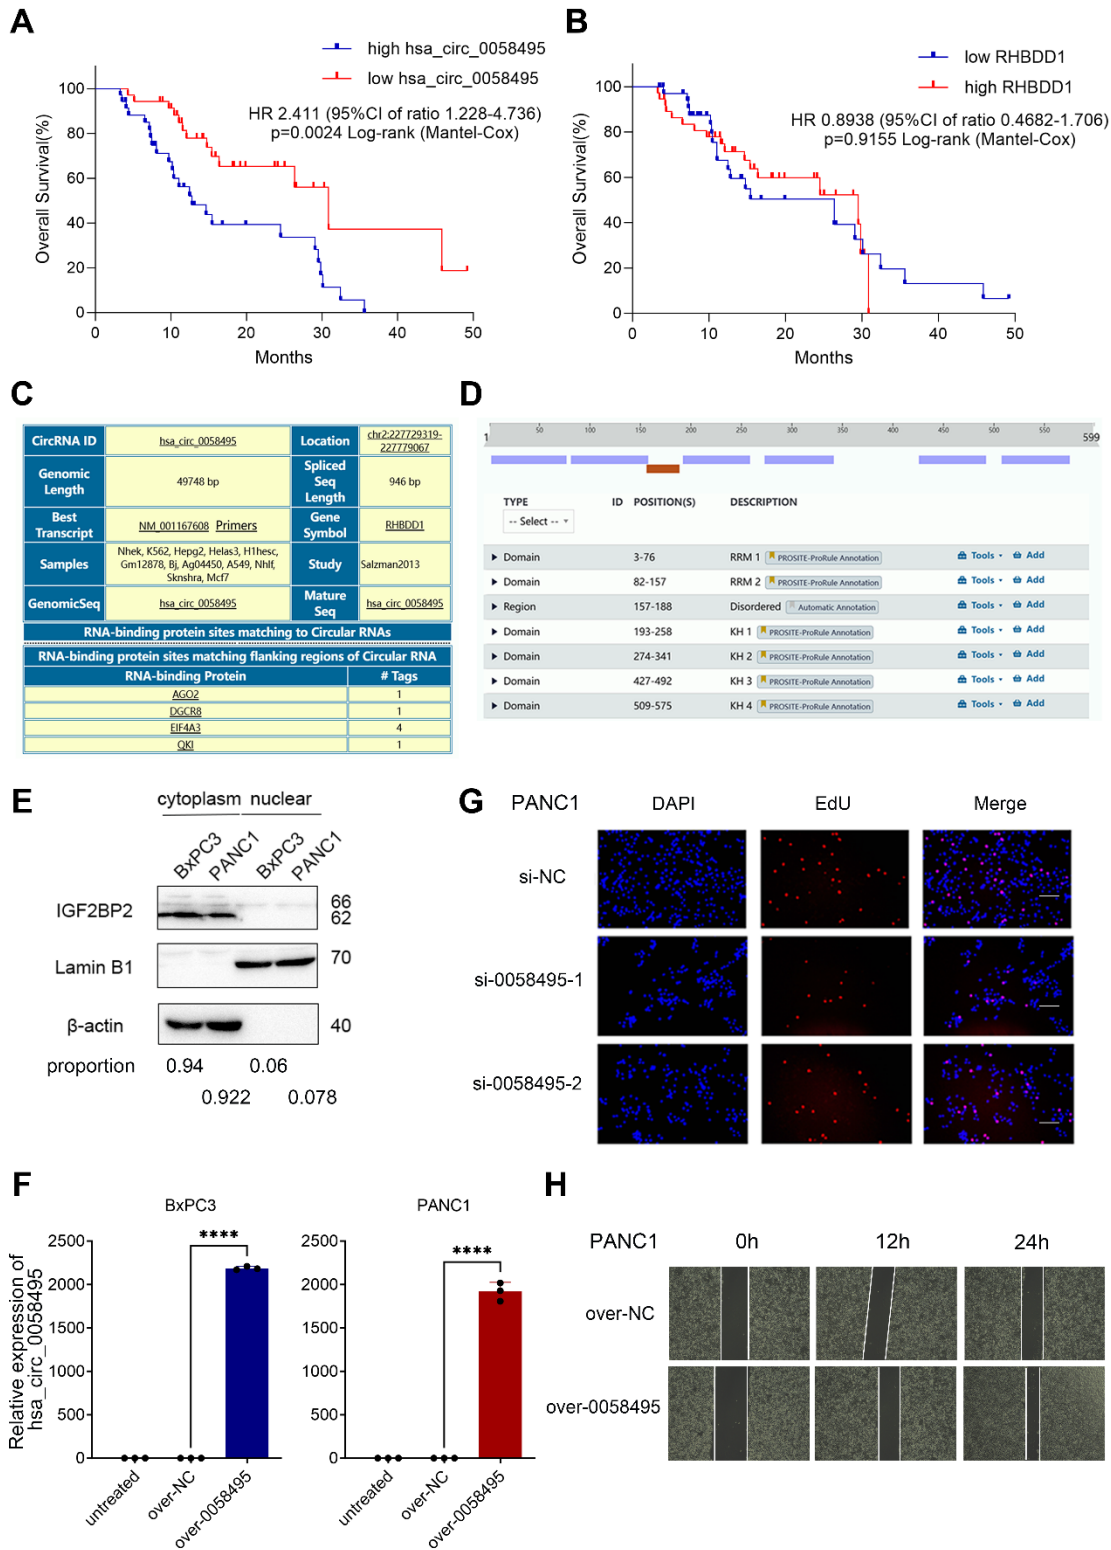 A
high hsa_circ_0058495
low hsa_circ_0058495
HR 2.411 (95%CI of ratio 1.228-4.736)
p=0.0024 Log-rank (Mantel-Cox)
Overall Survival(%)
100
80
60
40
20
0
0 10 20 30 40 50
Months
B
low RHBDD1
high RHBDD1
HR 0.8938 (95%CI of ratio 0.4682-1.706)
p=0.9155 Log-rank (Mantel-Cox)
Overall Survival(%)
100
80
60
40
20
0
0 10 20 30 40 50
Months
C
CircRNA ID hsa_circ_0058495 Location chr2:227729319-
227779067
Genomic Length 49748 bp Spliced Seq Length 946 bp
Best Transcript NM_001167608 Primers Gene Symbol RHBDD1
Samples Nhek, K562, Hepg2, Helas3, H1hesc,
Gm12878, Bj, Ag04450, A549, Nhlf,
Sknshra, Mcf7
Study Salzman2013
GenomicSeq hsa_circ_0058495 Mature Seq hsa_circ_0058495
RNA-binding protein sites matching to Circular RNAs
RNA-binding protein sites matching flanking regions of Circular RNA
RNA-binding Protein # Tags
AGO2 1
DGCR8 1
EIF4A3 4
QKI 1
D
1 50 100 150 200 250 300 350 400 450 500 550 599
TYPE ID POSITION(S) DESCRIPTION
-- Select --
Domain 3-76 RRM 1 PROSITE-ProRule Annotation Tools Add
Domain 82-157 RRM 2 PROSITE-ProRule Annotation Tools Add
Region 157-188 Disordered Automatic Annotation Tools Add
Domain 193-258 KH 1 PROSITE-ProRule Annotation Tools Add
Domain 274-341 KH 2 PROSITE-ProRule Annotation Tools Add
Domain 427-492 KH 3 PROSITE-ProRule Annotation Tools Add
Domain 509-575 KH 4 PROSITE-ProRule Annotation Tools Add
E
cytoplasm nuclear
BxPC3 PANC1 BxPC3 PANC1
IGF2BP2 66
62
Lamin B1 70
β-actin 40
proportion 0.94 0.06
0.922 0.078
G
PANC1 DAPI EdU Merge
si-NC
si-0058495-1
si-0058495-2
F
BxPC3
Relative expression of
hsa_circ_0058495
2500
2000
1500
1000
500
0
****
untreated over-NC over-0058495
PANC1
2500
2000
1500
1000
500
0
****
untreated over-NC over-0058495
H
PANC1 0h 12h 24h
over-NC
over-0058495